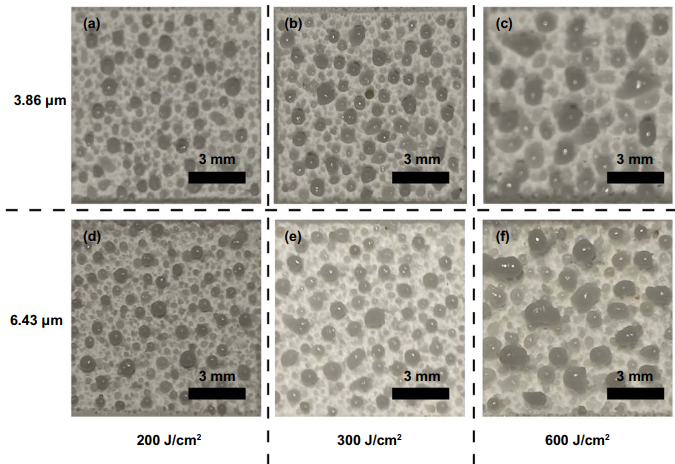 (a)
(b)
(c)
3.86 µm
3 mm
3 mm
3 mm
(d)
(e)
(f)
6.43 µm
3 mm
3 mm
3 mm
200 J/cm²
300 J/cm²
600 J/cm²